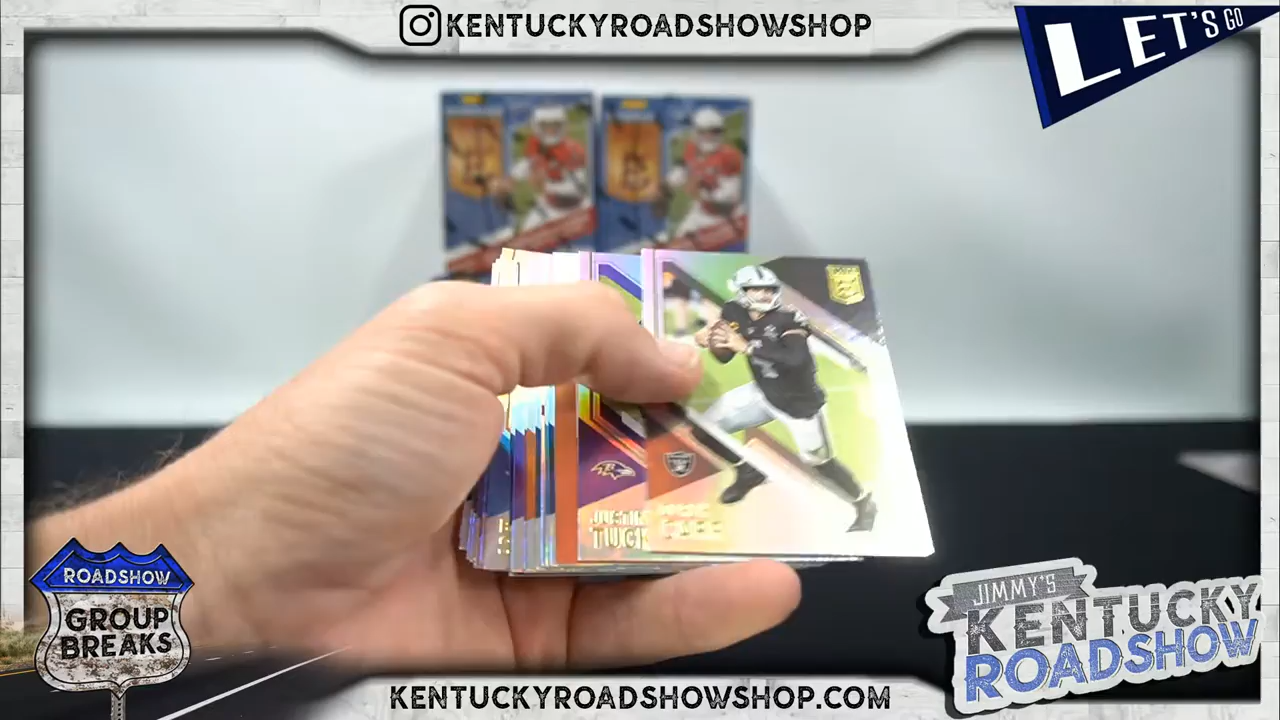 KENTUCKYROADSHOWSHOP
LET'S GO
JUSTIN
TUCK
ROADSHOW
GROUP
BREAKS
JIMMY'S
KENTUCKY
ROADSHOW
KENTUCKYROADSHOWSHOP.COM